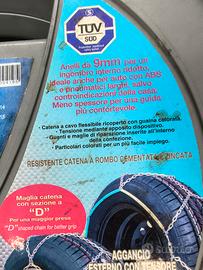 S
TÜV
SÜD
Anelli da 9mm per un
ingombro interno ridotto,
ideale anche per auto con ABS
e pneumatici larghi, salvo
controindicazioni della casa.
Meno spessore per una guida
più confortevole.
• Catena a cavo flessibile ricoperto con guaina colorata.
• Tensione mediante apposito dispositivo.
• Guanti e maglie di riparazione inserite all'interno
della confezione.
• Particolari colorati per un più facile impiego.
RESISTENTE CATENA A ROMBO CEMENTATA E ZINCATA
Maglia catena
con sezione a
"D"
Per una maggior presa
"D" shaped chain for better grip
AGGANCIO
ESTERNO CON TENSORE